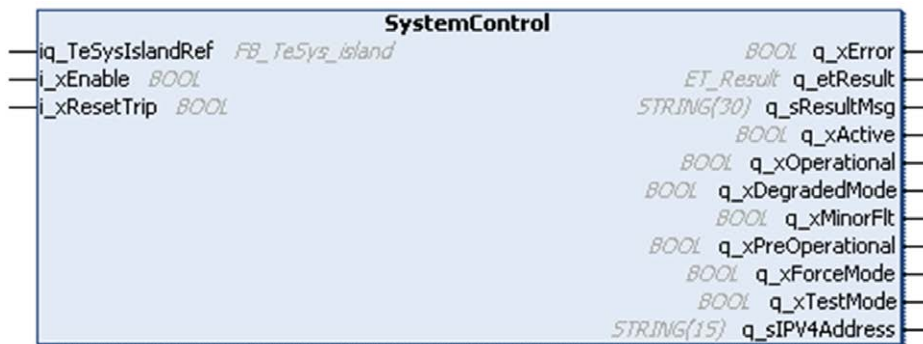 SystemControl
iq_TeSysIslandRef FB_TeSys_island BOOL q_xError
i_xEnable BOOL ET_Result q_etResult
i_xResetTrip BOOL STRING(30) q_sResultMsg
BOOL q_xActive
BOOL q_xOperational
BOOL q_xDegradedMode
BOOL q_xMinorFlt
BOOL q_xPreOperational
BOOL q_xForceMode
BOOL q_xTestMode
STRING(15) q_sIPV4Address